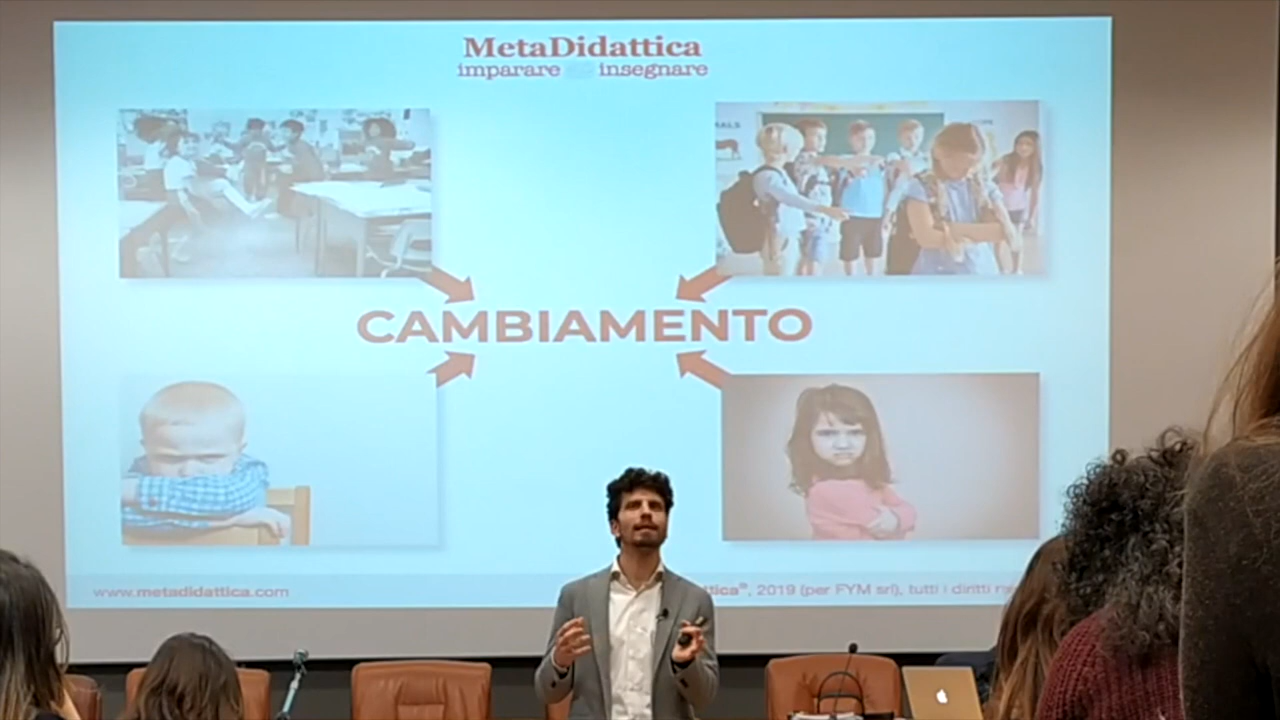 MetaDidattica
imparare insegnare
CAMBIAMENTO
www.metadidattica.com
, 2019 (per FYM srl), tutti i diritti